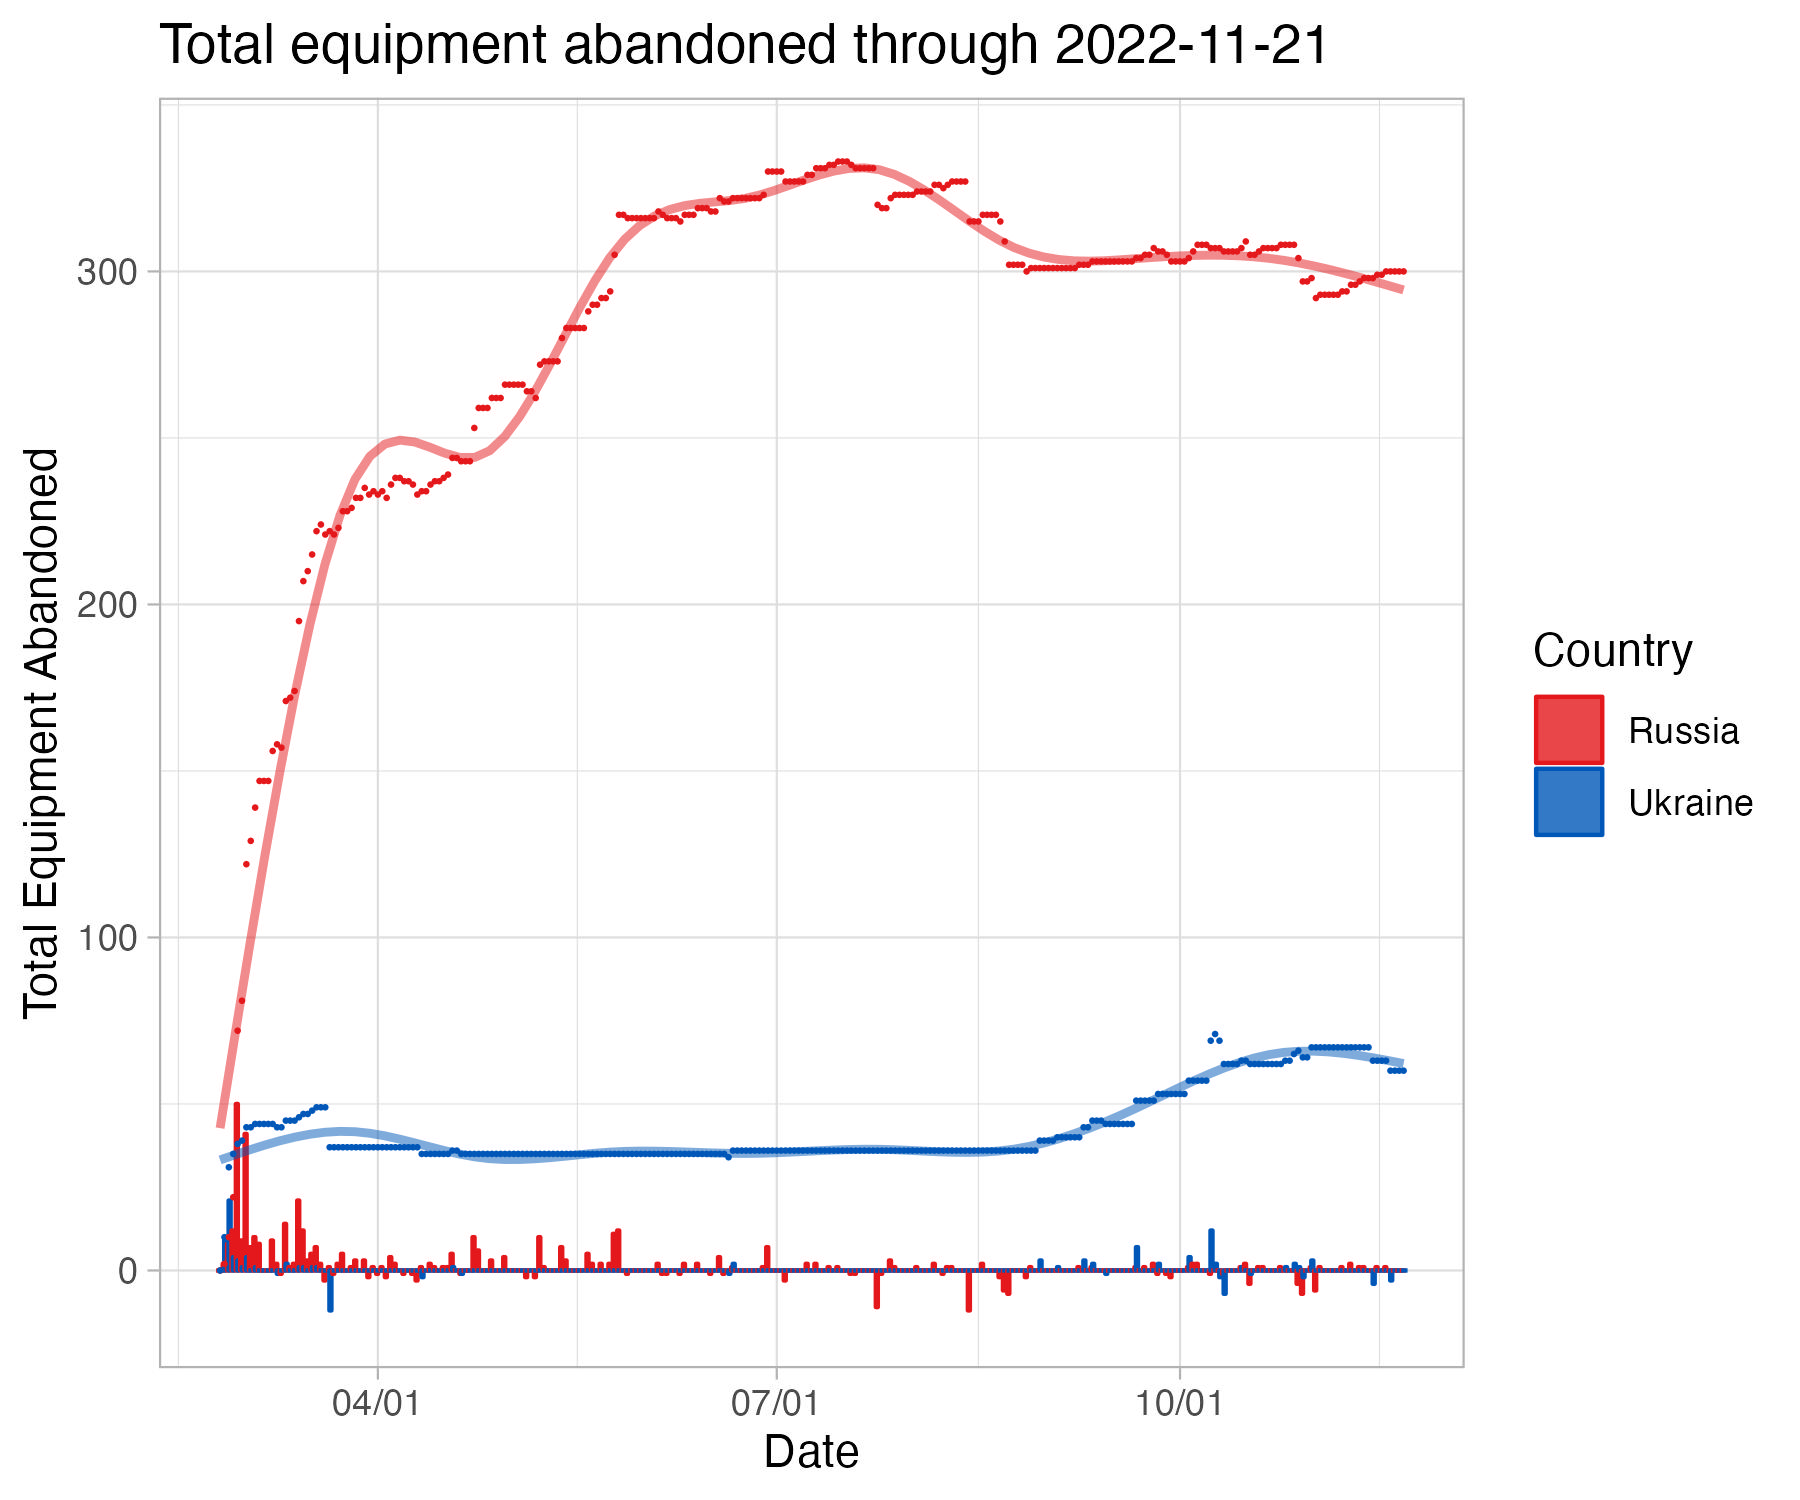 Total equipment abandoned through 2022-11-21
Total Equipment Abandoned
300
200
100
0
04/01
07/01
10/01
Date
Country
Russia
Ukraine